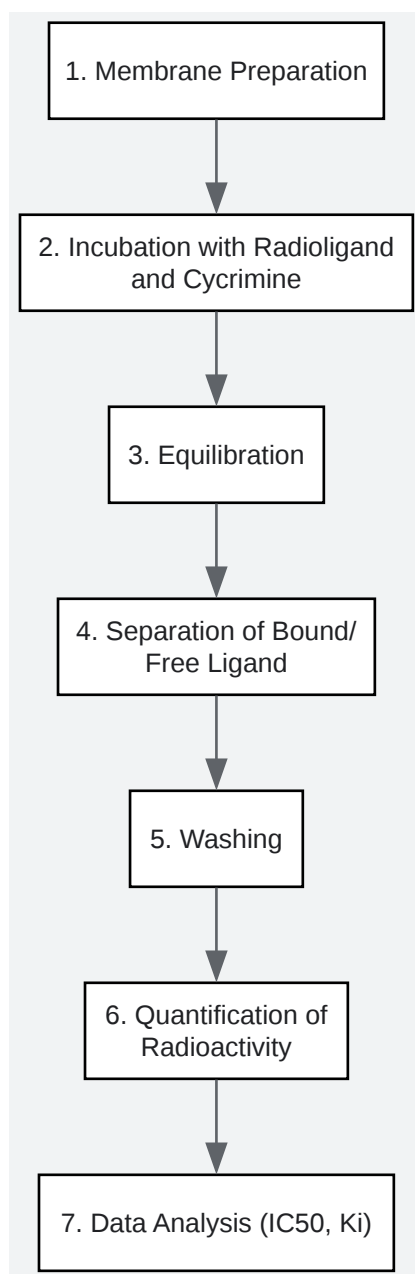 1. Membrane Preparation
2. Incubation with Radioligand
and Cycrimine
3. Equilibration
4. Separation of Bound/
Free Ligand
5. Washing
6. Quantification of
Radioactivity
7. Data Analysis (IC50, Ki)